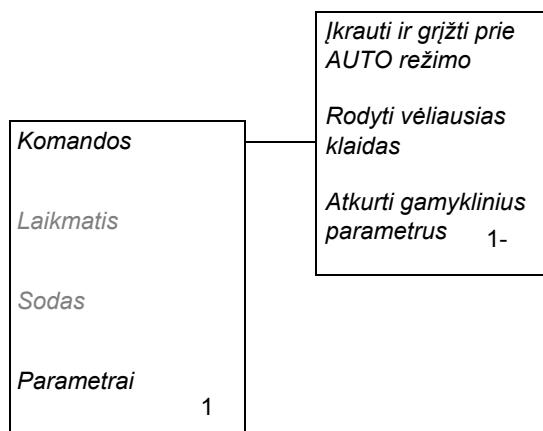 Komandos
Laikmatis
Sodas
Parametrai
1
Įkrauti ir grįžti prie
AUTO režimo
Rodyti vėliausias
klaidas
Atkurti gamyklinius
parametrus
1-